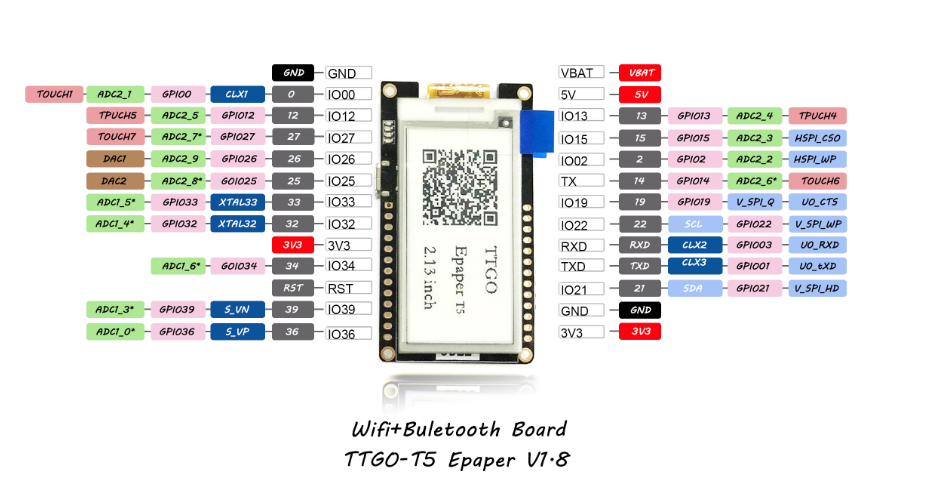 GND GND
TOUCH1 ADC2_1 GPIO0 CLX1 0 IO00
TPUCH5 ADC2_5 GPIO12 12 IO12
TOUCH7 ADC2_7* GPIO27 27 IO27
DAC1 ADC2_9 GPIO26 26 IO26
DAC2 ADC2_8* GOIO25 25 IO25
ADC1_5* GPIO33 XTAL33 33 IO33
ADC1_4* GPIO32 XTAL32 32 IO32
3V3 3V3
ADC1_6* GOIO34 34 IO34
RST RST
ADC1_3* GPIO39 S_VN 39 IO39
ADC1_0* GPIO36 S_VP 36 IO36
TTGO
Epaper T5
2.13 inch
VBAT VBAT
5V 5V
IO13 13 GPIO13 ADC2_4 TPUCH4
IO15 15 GPIO15 ADC2_3 HSPI_CS0
IO02 2 GPIO2 ADC2_2 HSPI_WP
TX 14 GPIO14 ADC2_6* TOUCH6
IO19 19 GPIO19 V_SPI_Q U0_CTS
IO22 22 SCL GPIO022 V_SPI_WP
RXD RXD CLX2 GPIO03 U0_RXD
TXD TXD CLX3 GPIO01 U0_tXD
IO21 21 SDA GPIO21 V_SPI_HD
GND GND
3V3 3V3
Wifi+Buletooth Board
TTGO-T5 Epaper V1.8